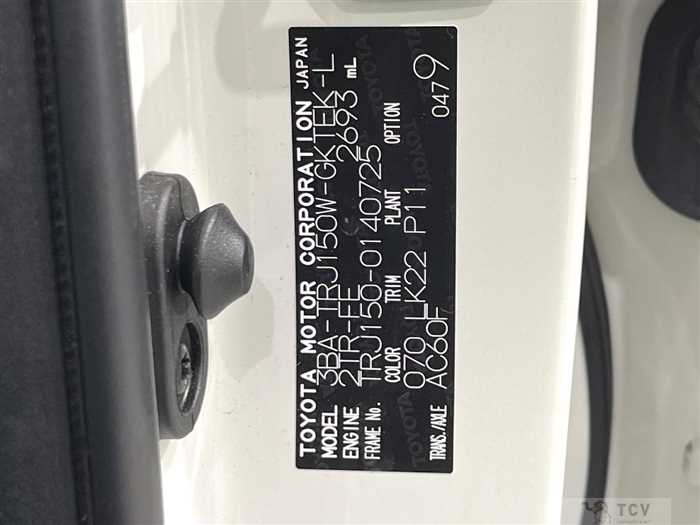 TOYOTA MOTOR CORPORATION JAPAN
MODEL 3BA-TRJ150W-GKTEK-L
ENGINE 2TR-FE 2693 mL
FRAME No. TRJ150-0140725
COLOR TRIM PLANT OPTION
070 LK22 P11
TRANS./AXLE AC60F 0479
TCV